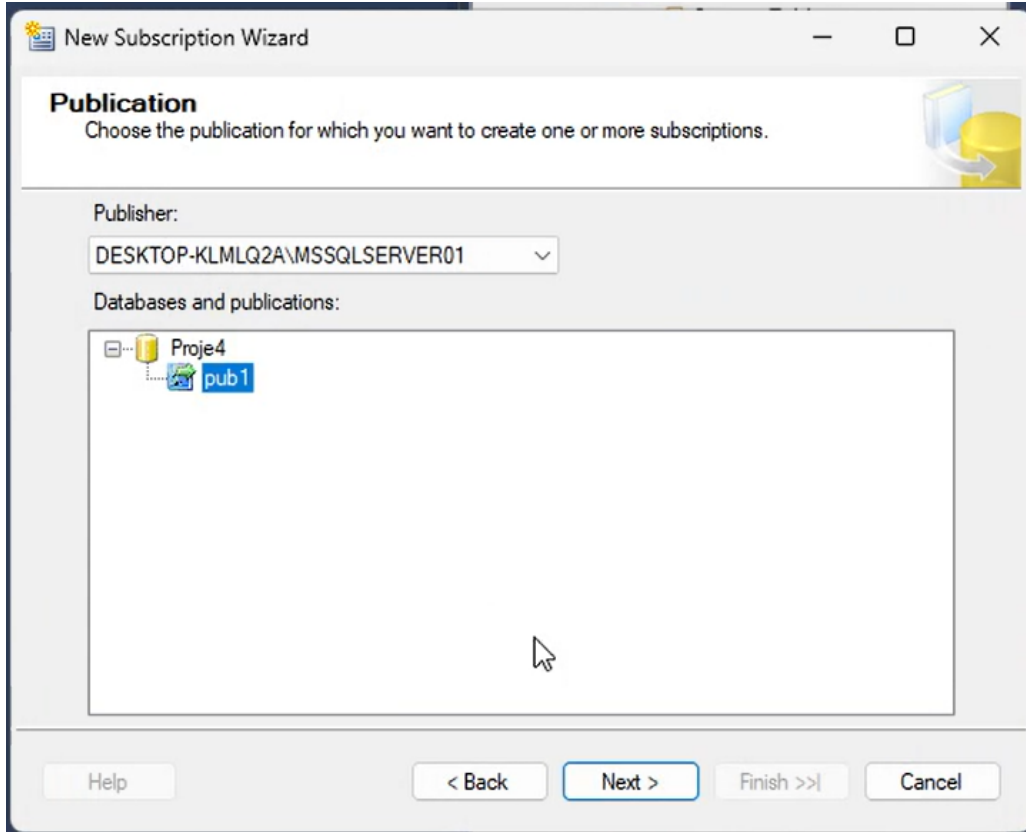 New Subscription Wizard
Publication
Choose the publication for which you want to create one or more subscriptions.
Publisher:
DESKTOP-KLMLQ2A\MSSQLSERVER01
Databases and publications:
Proje4
pub1
Help
< Back
Next >
Finish >>|
Cancel